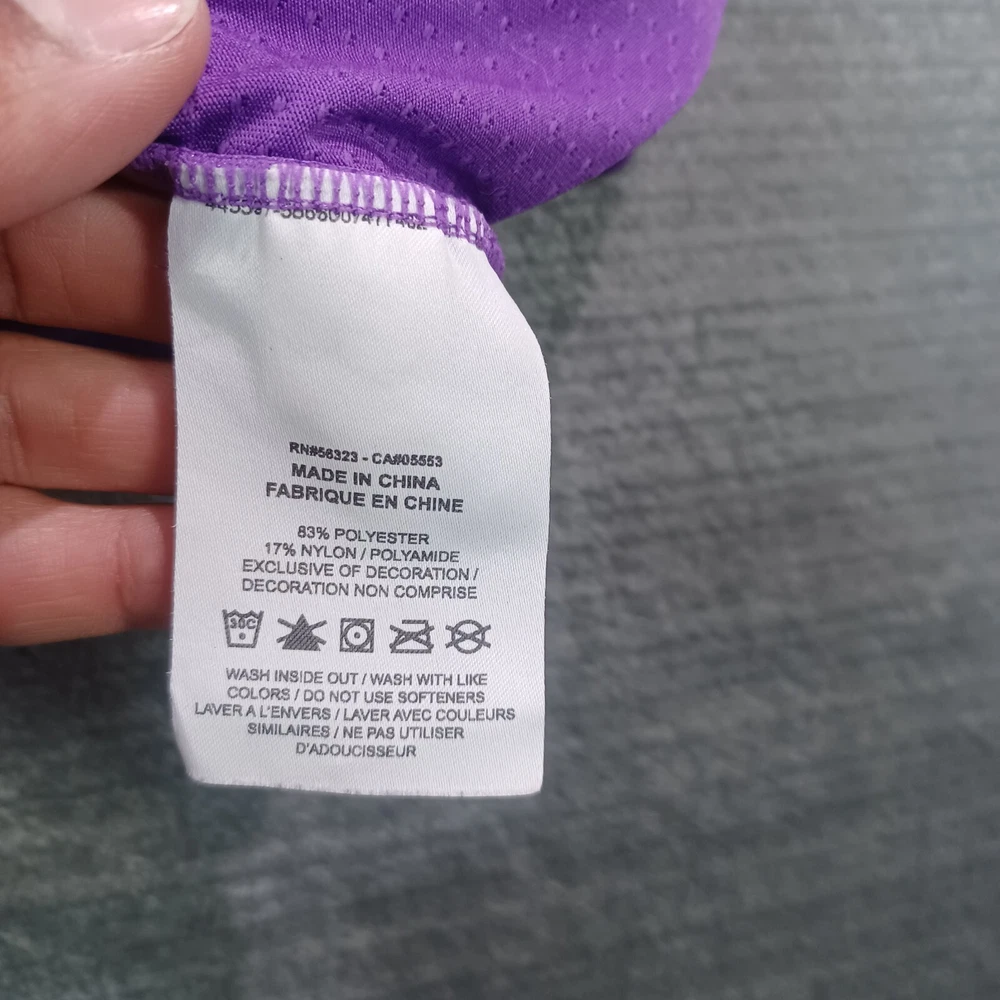 RN#56323 - CA#05553
MADE IN CHINA
FABRIQUE EN CHINE
83% POLYESTER
17% NYLON / POLYAMIDE
EXCLUSIVE OF DECORATION /
DECORATION NON COMPRISE
30C
WASH INSIDE OUT / WASH WITH LIKE
COLORS / DO NOT USE SOFTENERS
LAVER A L'ENVERS / LAVER AVEC COULEURS
SIMILAIRES / NE PAS UTILISER
D'ADOUCISSEUR